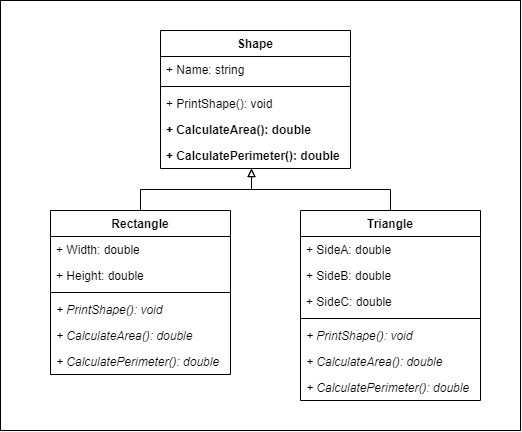 Shape
+ Name: string
+ PrintShape(): void
+ CalculateArea(): double
+ CalculatePerimeter(): double
Rectangle
+ Width: double
+ Height: double
+ PrintShape(): void
+ CalculateArea(): double
+ CalculatePerimeter(): double
Triangle
+ SideA: double
+ SideB: double
+ SideC: double
+ PrintShape(): void
+ CalculateArea(): double
+ CalculatePerimeter(): double